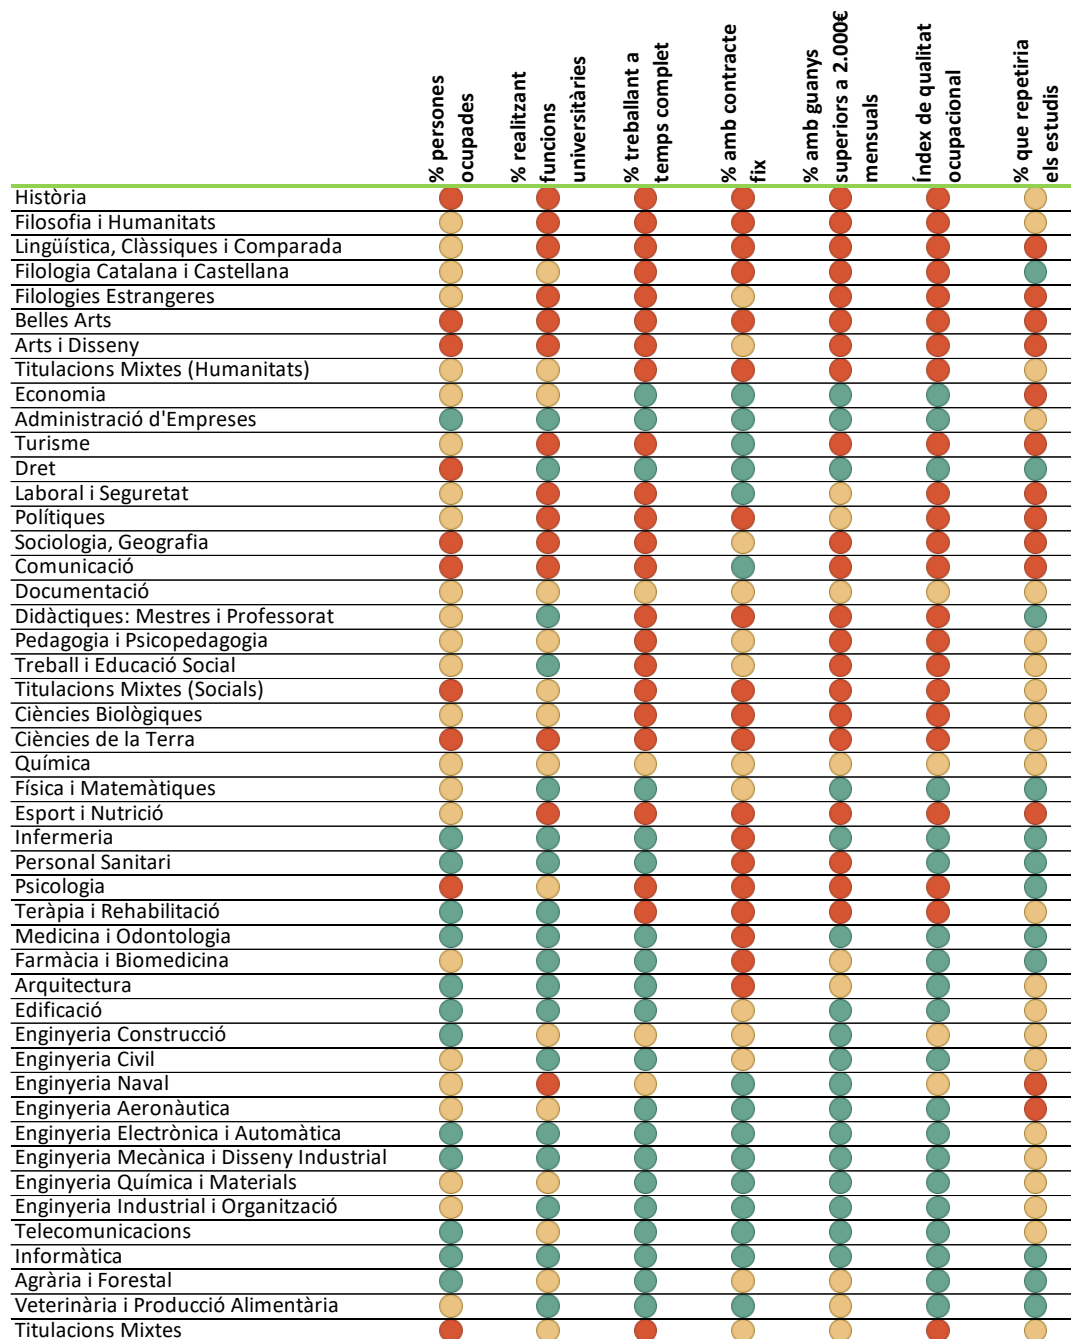 % persones
ocupades
% realitzant
funcions
universitàries
% treballant a
temps complet
% amb contracte
fix
% amb guanys
superiors a 2.000€
mensuals
Índex de qualitat
ocupacional
% que repetiria
els estudis
Història
Filosofia i Humanitats
Lingüística, Clàssiques i Comparada
Filologia Catalana i Castellana
Filologies Estrangeres
Belles Arts
Arts i Disseny
Titulacions Mixtes (Humanitats)
Economia
Administració d'Empreses
Turisme
Dret
Laboral i Seguretat
Polítiques
Sociologia, Geografia
Comunicació
Documentació
Didàctiques: Mestres i Professorat
Pedagogia i Psicopedagogia
Treball i Educació Social
Titulacions Mixtes (Socials)
Ciències Biològiques
Ciències de la Terra
Química
Física i Matemàtiques
Esport i Nutrició
Infermeria
Personal Sanitari
Psicologia
Teràpia i Rehabilitació
Medicina i Odontologia
Farmàcia i Biomedicina
Arquitectura
Edificació
Enginyeria Construcció
Enginyeria Civil
Enginyeria Naval
Enginyeria Aeronàutica
Enginyeria Electrònica i Automàtica
Enginyeria Mecànica i Disseny Industrial
Enginyeria Química i Materials
Enginyeria Industrial i Organització
Telecomunicacions
Informàtica
Agrària i Forestal
Veterinària i Producció Alimentària
Titulacions Mixtes